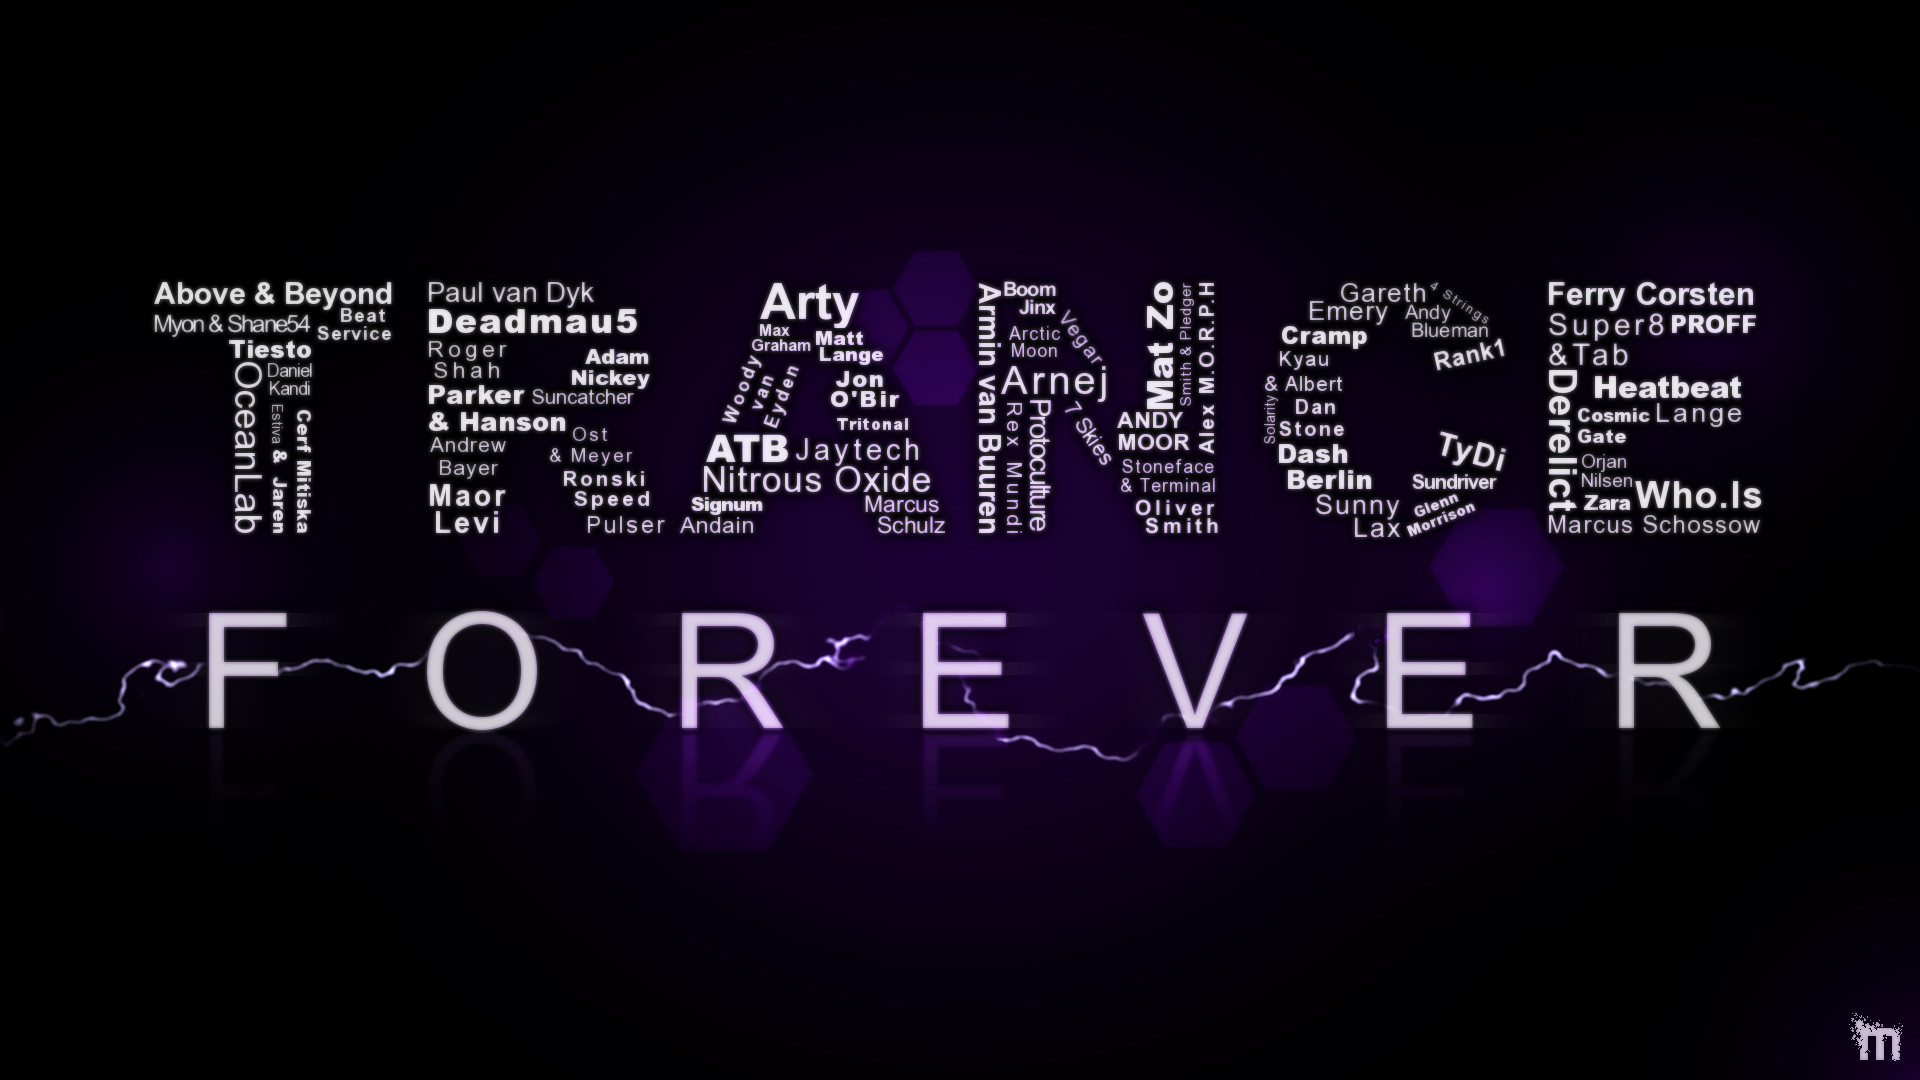 Above & Beyond
Myon & Shane54
Beat
Service
Tiesto
OceanLab
Daniel
Kandi
Estiva
& Jaren
Cerf Mitiska
Paul van Dyk
Deadmau5
Roger
Shah
Adam
Nickey
Parker
Suncatcher
& Hanson
Andrew
Bayer
Ost
& Meyer
Ronski
Speed
Maor
Levi
Pulser
Arty
Max
Graham
Matt
Lange
Woody
van
Eyden
Jon
O'Bir
Tritonal
ATB
Jaytech
Nitrous Oxide
Signum
Andain
Marcus
Schulz
Armin van Buuren
Boom
Jinx
Arctic
Moon
Vegar
Arnej
Rex Mundi
Protoculture
7 Skies
Mat Zo
Smith & Pledger
Alex M.O.R.P.H
ANDY
MOOR
Stoneface
& Terminal
Oliver
Smith
Gareth
Emery
4 Strings
Andy
Blueman
Cramp
Rank1
Kyau
& Albert
Solarity
Dan
Stone
Dash
Berlin
TyDi
Sundriver
Sunny
Lax
Glenn
Morrison
Ferry Corsten
Super8
&Tab
PROFF
Derelict
Heatbeat
Cosmic
Gate
Lange
Orjan
Nilsen
Zara
Who.Is
Marcus Schossow
FOREVER
m